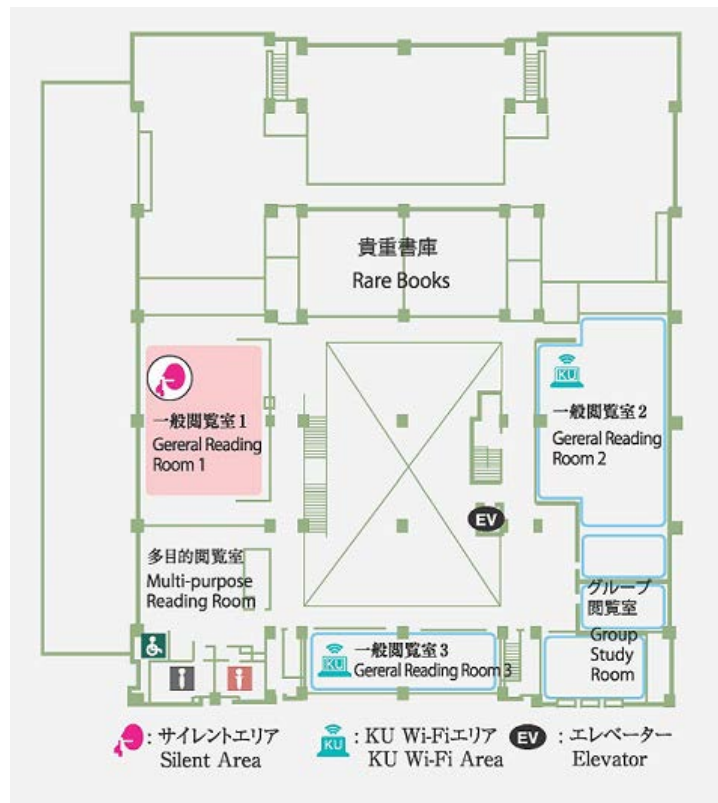 貴重書庫
Rare Books
一般閲覧室1
Gereral Reading
Room 1
KU
一般閲覧室2
Gereral Reading
Room 2
EV
多目的閲覧室
Multi-purpose
Reading Room
グループ
閲覧室
Group
Study
Room
KU
一般閲覧室3
Gereral Reading Room 3
: サイレントエリア
Silent Area
KU
: KU Wi-Fiエリア
KU Wi-Fi Area
EV
: エレベーター
Elevator